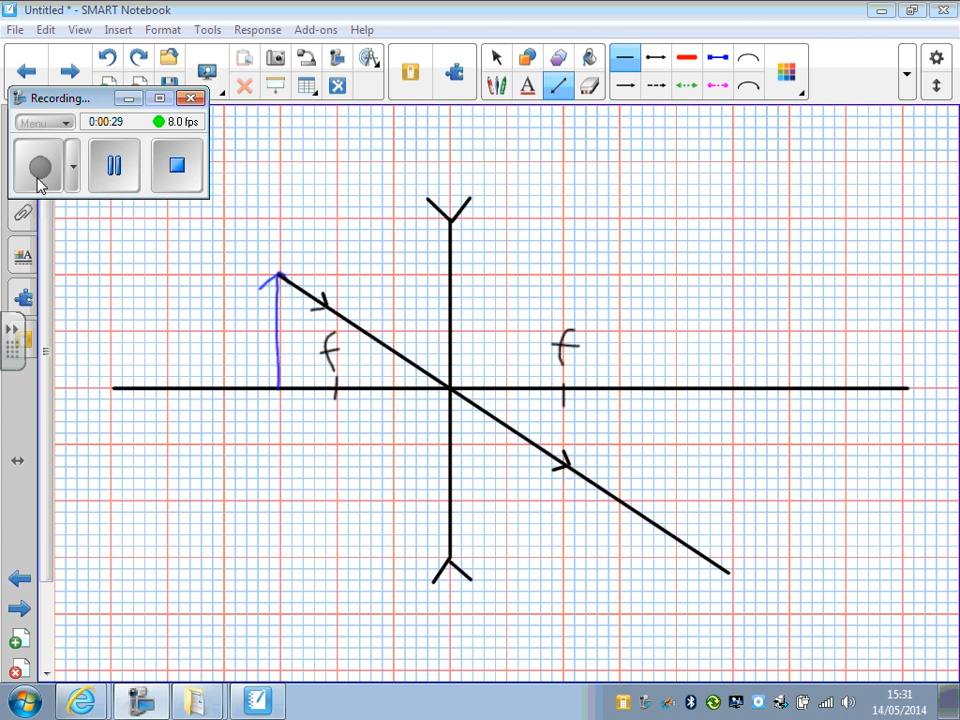 Untitled * - SMART Notebook
File Edit View Insert Format Tools Response Add-ons Help
Recording...
Menu 0:00:29 8.0 fps
f f
15:31
14/05/2014